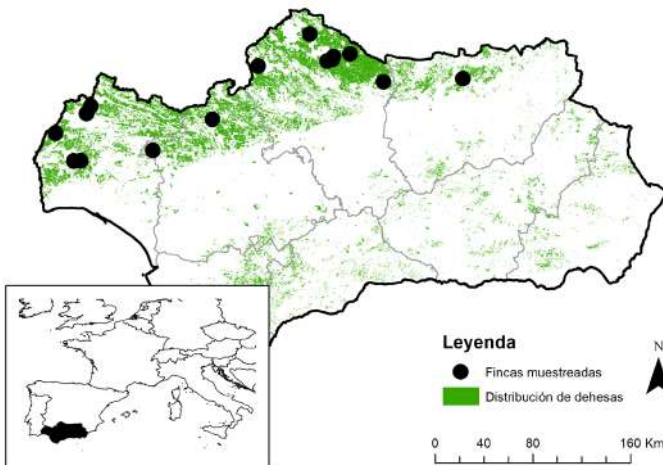 Leyenda
N
Fincas muestreadas
Distribución de dehesas
0 40 80 160 Km